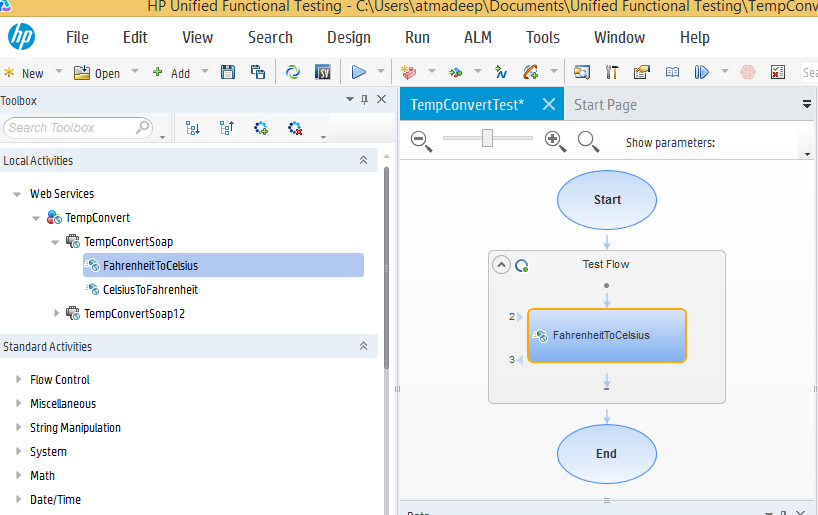 HP Unified Functional Testing - C:\Users\atmadeep\Documents\Unified Functional Testing\TempConv
hp File Edit View Search Design Run ALM Tools Window Help
New Open Add SV Sea
Toolbox
Search Toolbox
Local Activities
Web Services
TempConvert
TempConvertSoap
FahrenheitToCelsius
CelsiusToFahrenheit
TempConvertSoap12
Standard Activities
Flow Control
Miscellaneous
String Manipulation
System
Math
Date/Time
TempConvertTest* Start Page
Show parameters:
Start
Test Flow
2
FahrenheitToCelsius
3
End